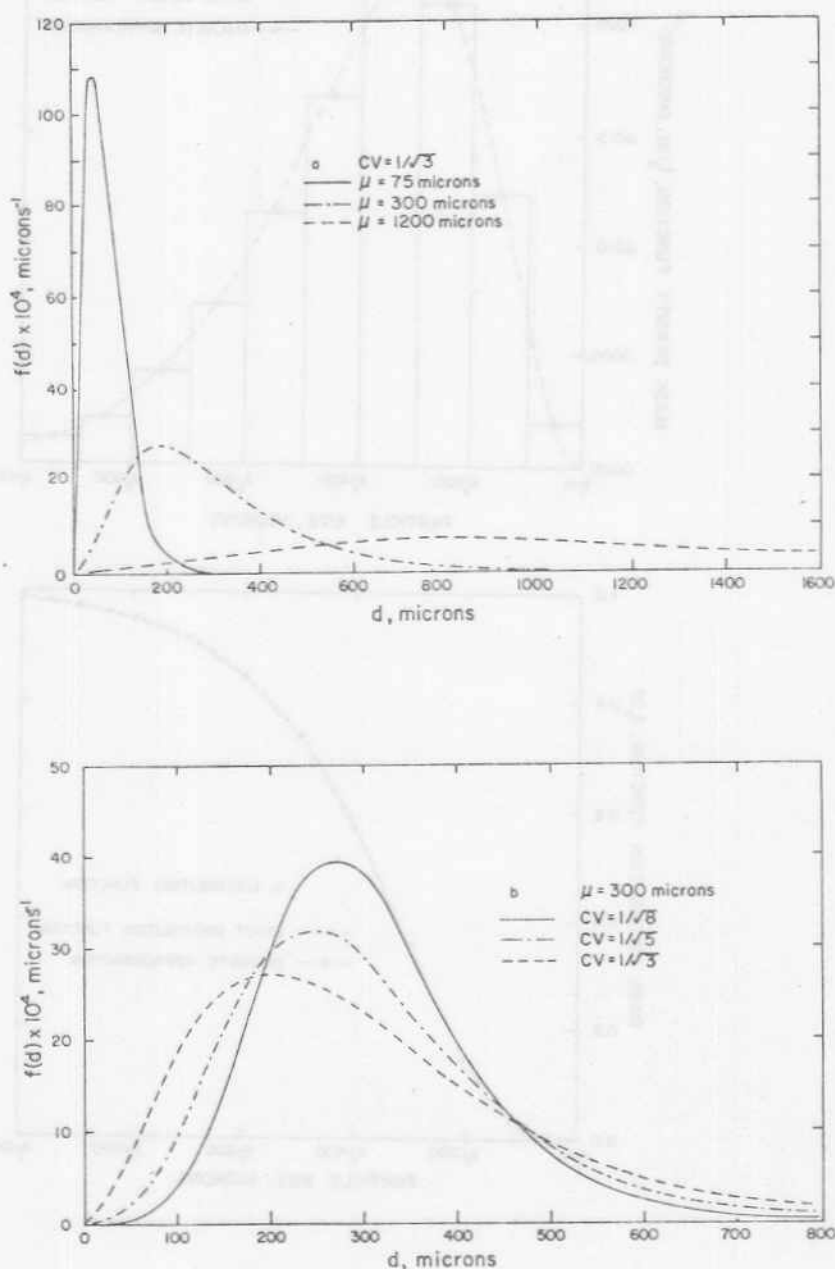 120
100
80
60
40
20
0
f(d) x 10⁴, microns⁻¹
a CV = 1/√3
μ = 75 microns
μ = 300 microns
μ = 1200 microns
0 200 400 600 800 1000 1200 1400 1600
d, microns
50
40
30
20
10
0
f(d) x 10⁴, microns⁻¹
b μ = 300 microns
CV = 1/√8
CV = 1/√5
CV = 1/√3
0 100 200 300 400 500 600 700 800
d, microns